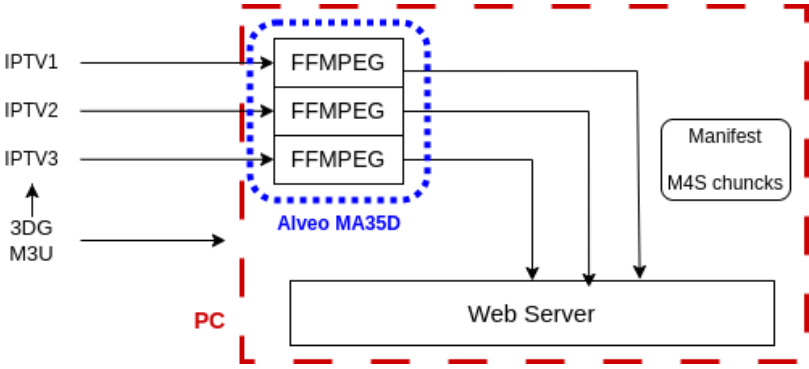 IPTV1
FFMPEG
IPTV2
FFMPEG
IPTV3
FFMPEG
Manifest
M4S chuncks
3DG
M3U
Alveo MA35D
PC
Web Server